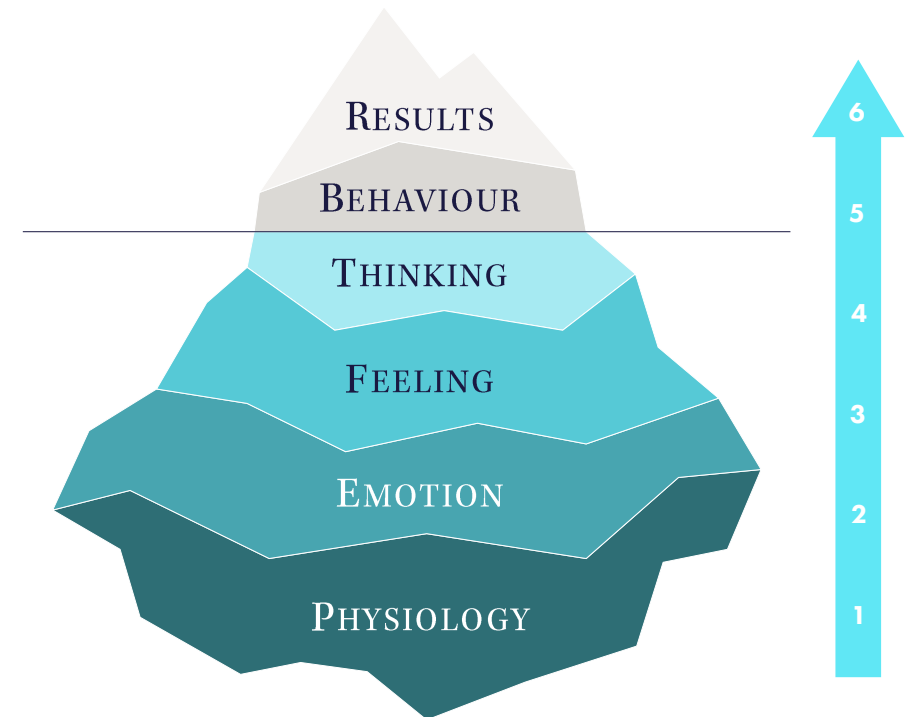 RESULTS
BEHAVIOUR
THINKING
FEELING
EMOTION
PHYSIOLOGY
6
5
4
3
2
1